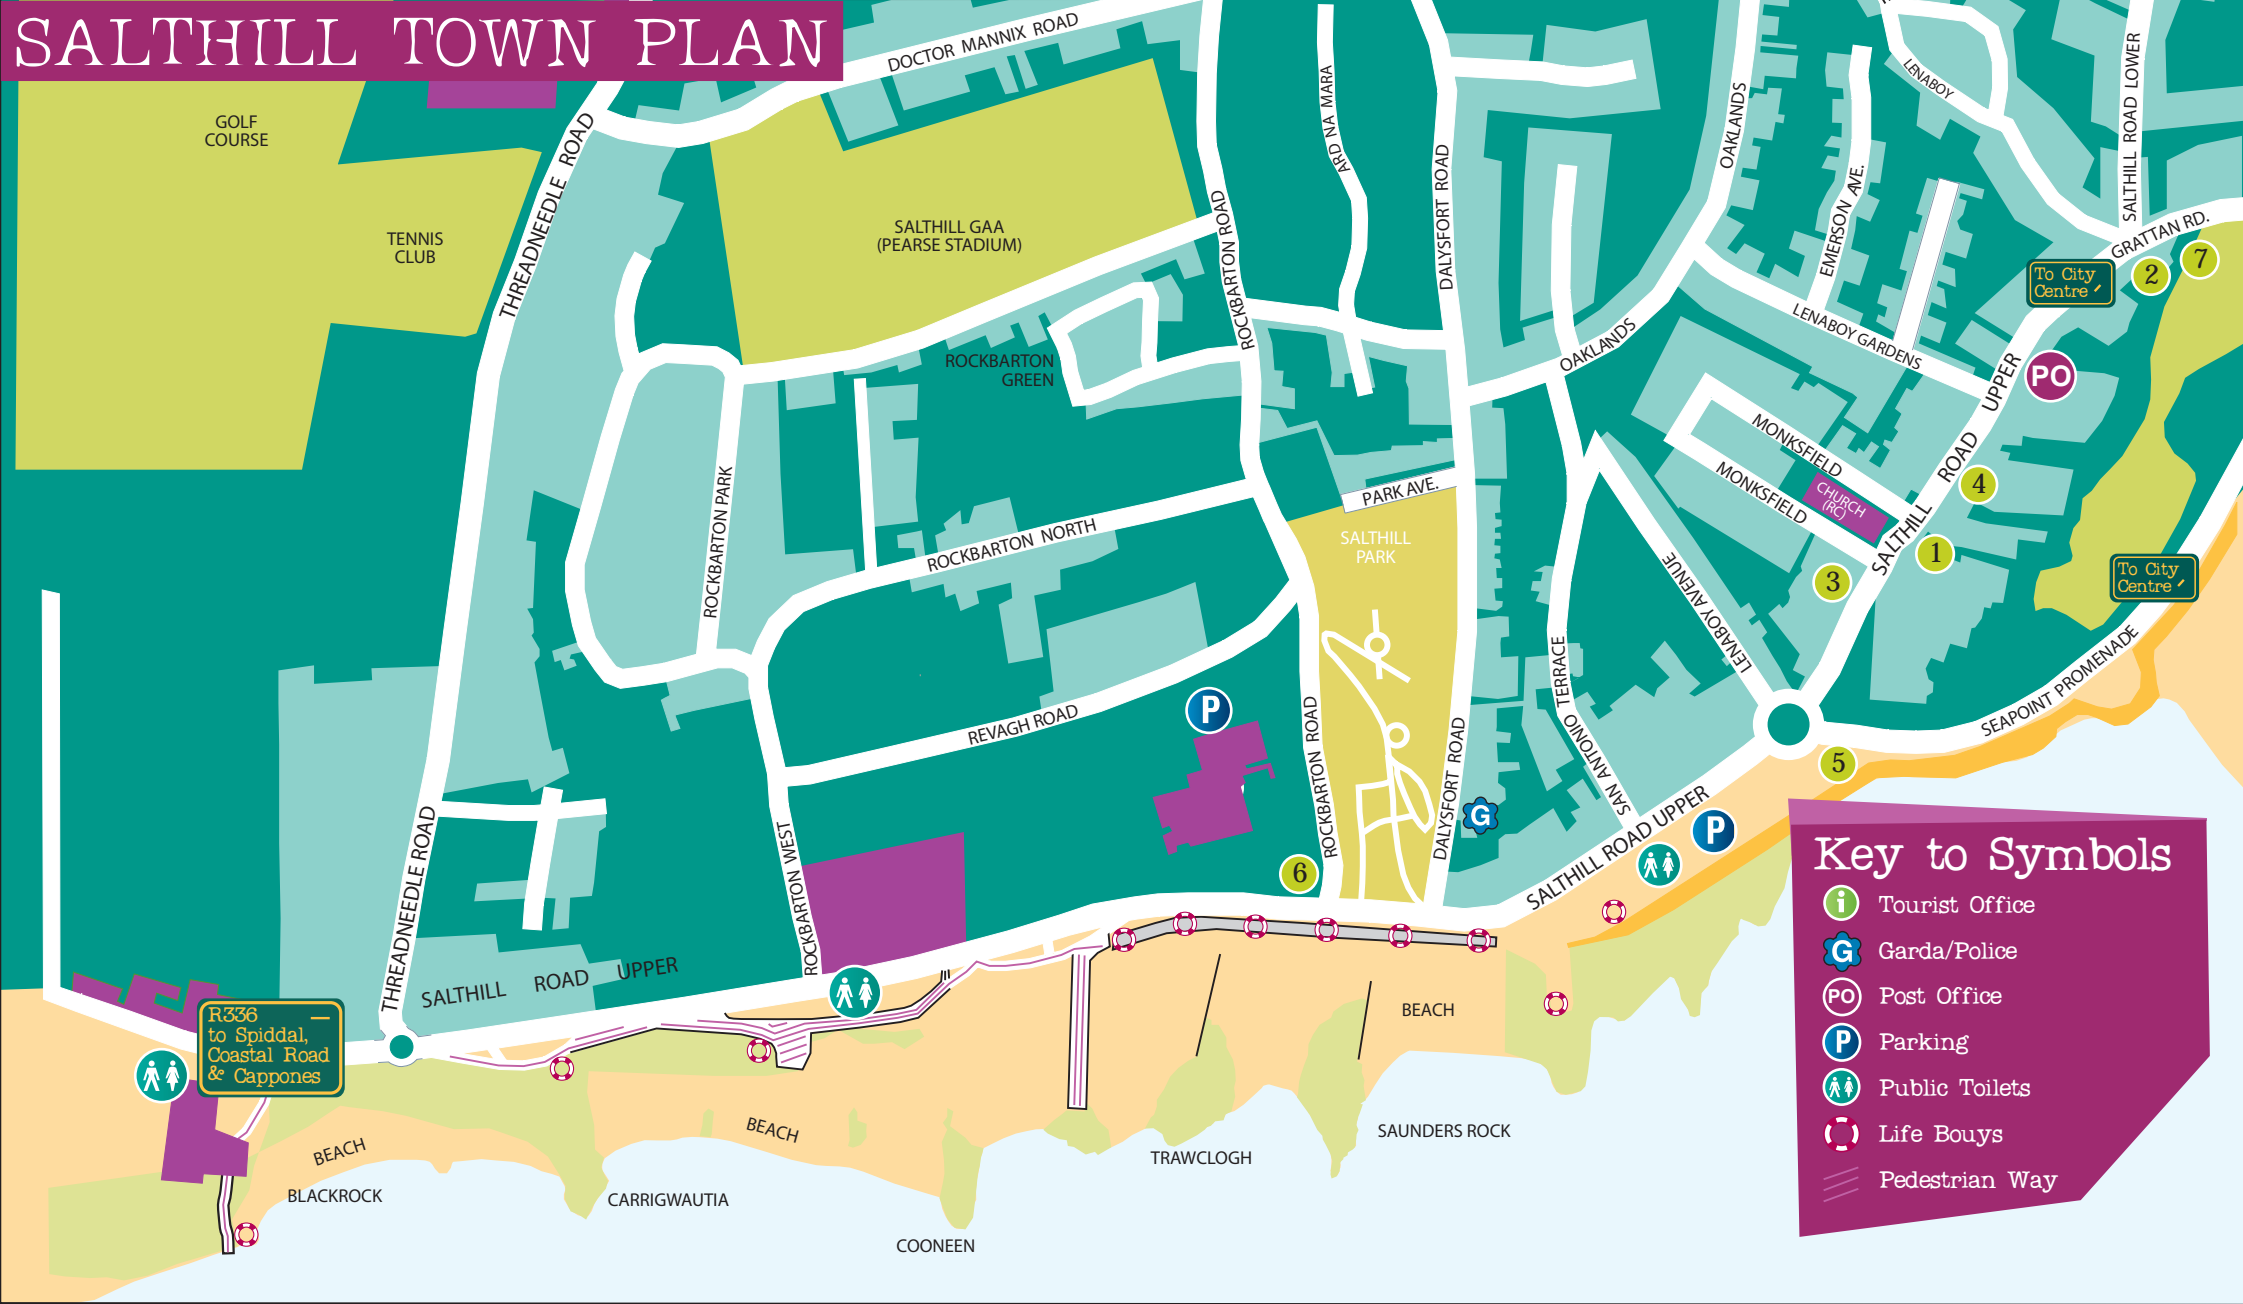 SALTHILL TOWN PLAN
DOCTOR MANNIX ROAD
GOLF
COURSE
TENNIS
CLUB
THREADNEEDLE ROAD
SALTHILL GAA
(PEARSE STADIUM)
ROCKBARTON ROAD
ARD NA MARA
DALYSFORT ROAD
OAKLANDS
EMERSON AVE.
LENABOY
SALTHILL ROAD LOWER
GRATTAN RD.
To City
Centre
2
7
LENABOY GARDENS
OAKLANDS
ROCKBARTON
GREEN
PO
SALTHILL ROAD UPPER
MONKSFIELD
MONKSFIELD
CHURCH
(RC)
4
1
3
To City
Centre
PARK AVE.
SALTHILL
PARK
ROCKBARTON PARK
ROCKBARTON NORTH
LENABOY AVENUE
SAN ANTONIO TERRACE
SEAPOINT PROMENADE
REVAGH ROAD
P
ROCKBARTON ROAD
DALYSFORT ROAD
G
5
P
SALTHILL ROAD UPPER
6
ROCKBARTON WEST
THREADNEEDLE ROAD
SALTHILL ROAD UPPER
R336
to Spiddal,
Coastal Road
& Cappones
BEACH
BEACH
BEACH
BLACKROCK
CARRIGWAUTIA
COONEEN
TRAWCLOGH
SAUNDERS ROCK
Key to Symbols
i Tourist Office
G Garda/Police
PO Post Office
P Parking
Public Toilets
Life Bouys
Pedestrian Way